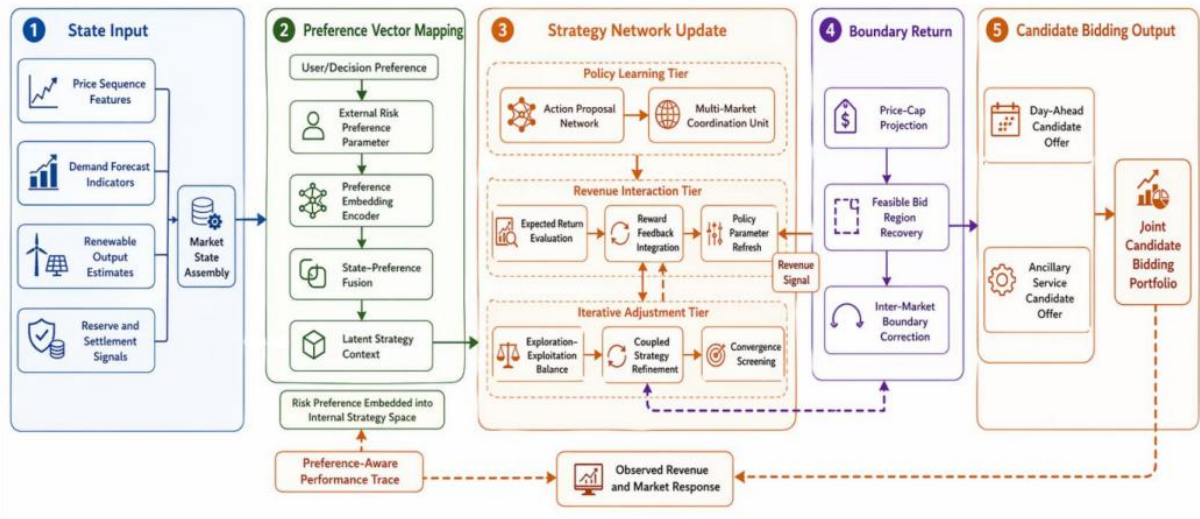 1 State Input
Price Sequence
Features
Demand Forecast
Indicators
Renewable
Output
Estimates
Reserve and
Settlement
Signals
Market
State
Assembly
2 Preference Vector Mapping
User/Decision Preference
External Risk
Preference
Parameter
Preference
Embedding
Encoder
State–Preference
Fusion
Latent Strategy
Context
Risk Preference Embedded into
Internal Strategy Space
Preference-Aware
Performance Trace
3 Strategy Network Update
Policy Learning Tier
Action Proposal
Network
Multi-Market
Coordination Unit
Revenue Interaction Tier
Expected Return
Evaluation
Reward
Feedback
Integration
Policy
Parameter
Refresh
Revenue
Signal
Iterative Adjustment Tier
Exploration–
Exploitation
Balance
Coupled
Strategy
Refinement
Convergence
Screening
Observed Revenue
and Market Response
4 Boundary Return
$
Price-Cap
Projection
Feasible Bid
Region
Recovery
Inter-Market
Boundary
Correction
5 Candidate Bidding Output
Day-Ahead
Candidate
Offer
Ancillary
Service
Candidate
Offer
Joint
Candidate
Bidding
Portfolio